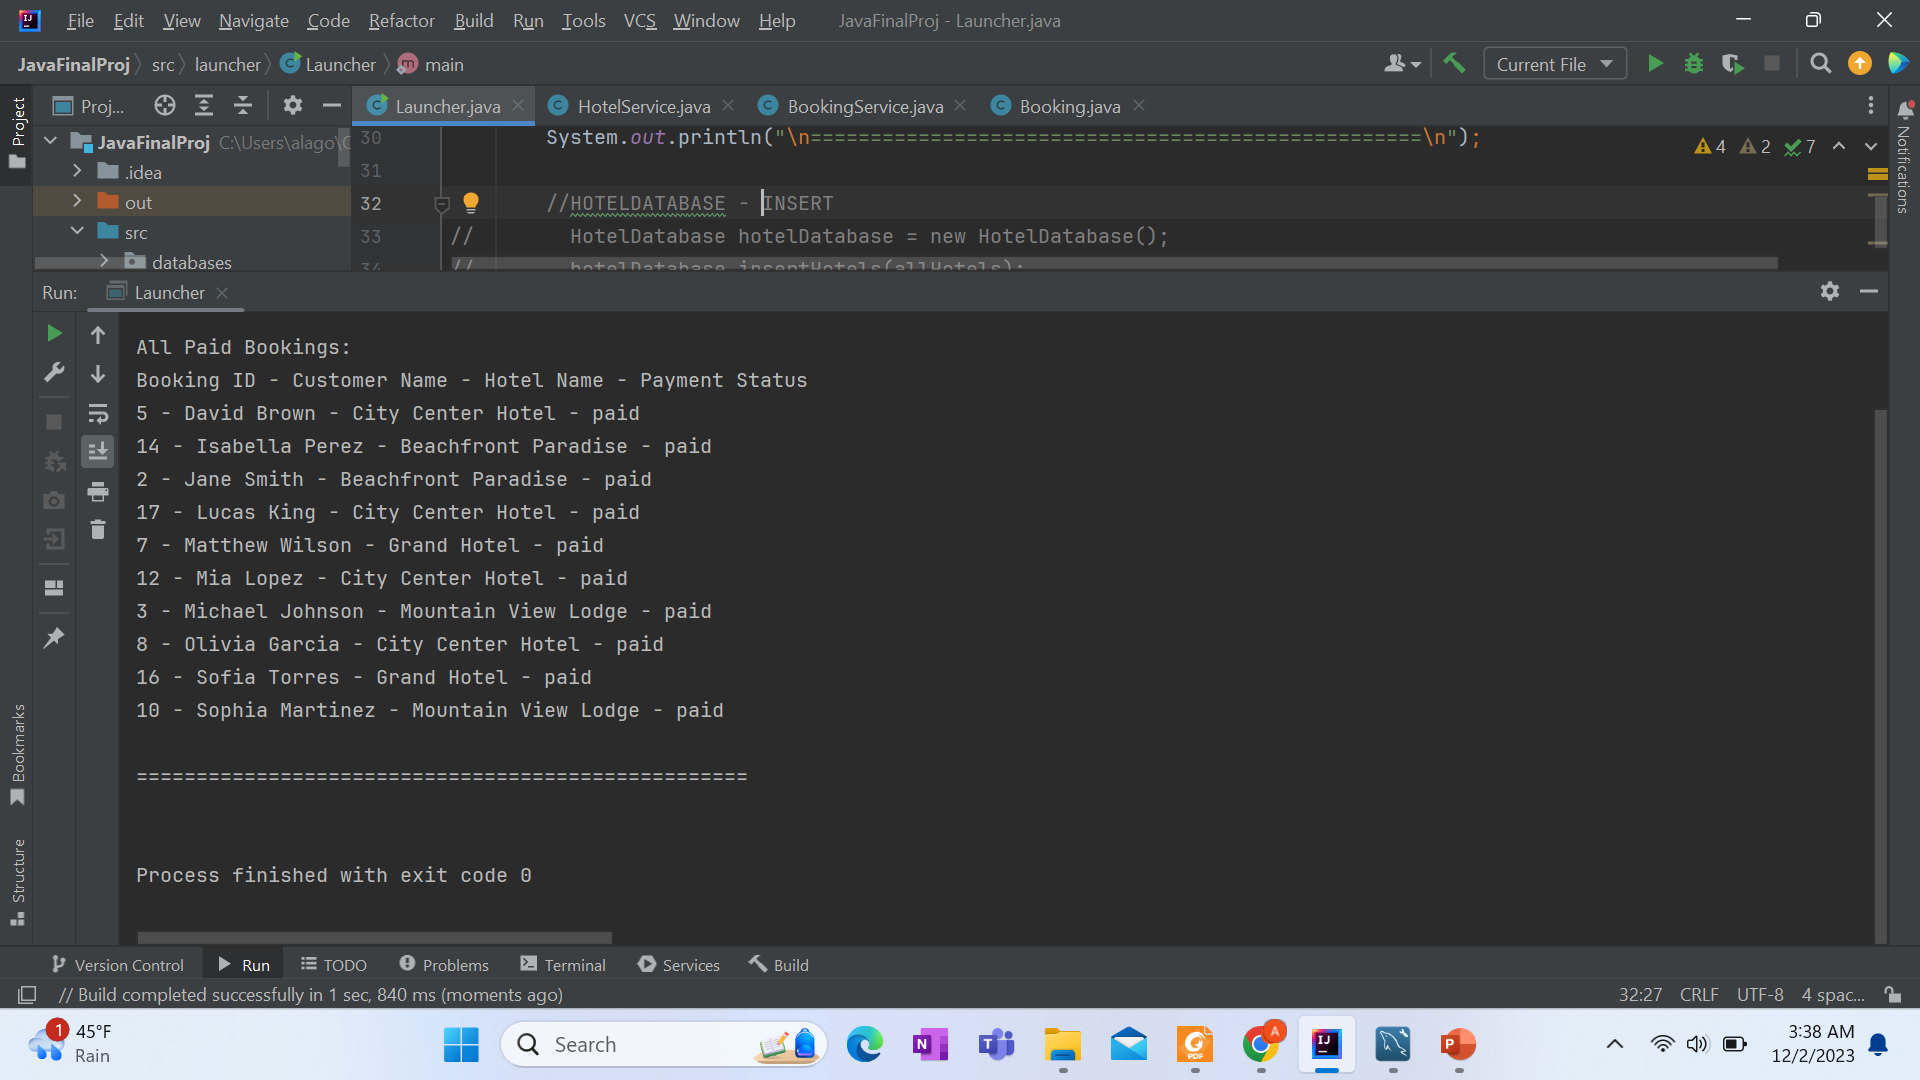 File Edit View Navigate Code Refactor Build Run Tools VCS Window Help JavaFinalProj - Launcher.java
JavaFinalProj src launcher Launcher main Current File
Project
Proj... Launcher.java HotelService.java BookingService.java Booking.java
JavaFinalProj C:\Users\alago\
.idea
out
src
databases
30 System.out.println("\n===================================================\n");
31
32 //HOTELDATABASE - INSERT
33 // HotelDatabase hotelDatabase = new HotelDatabase();
34 // hotelDatabase.insertHotels(allHotels);
4 2 7
Notifications
Run: Launcher
All Paid Bookings:
Booking ID - Customer Name - Hotel Name - Payment Status
5 - David Brown - City Center Hotel - paid
14 - Isabella Perez - Beachfront Paradise - paid
2 - Jane Smith - Beachfront Paradise - paid
17 - Lucas King - City Center Hotel - paid
7 - Matthew Wilson - Grand Hotel - paid
12 - Mia Lopez - City Center Hotel - paid
3 - Michael Johnson - Mountain View Lodge - paid
8 - Olivia Garcia - City Center Hotel - paid
16 - Sofia Torres - Grand Hotel - paid
10 - Sophia Martinez - Mountain View Lodge - paid
===================================================
Process finished with exit code 0
Bookmarks
Structure
Version Control Run TODO Problems Terminal Services Build
// Build completed successfully in 1 sec, 840 ms (moments ago) 32:27 CRLF UTF-8 4 spac...
1 45°F
Rain
Search
3:38 AM
12/2/2023